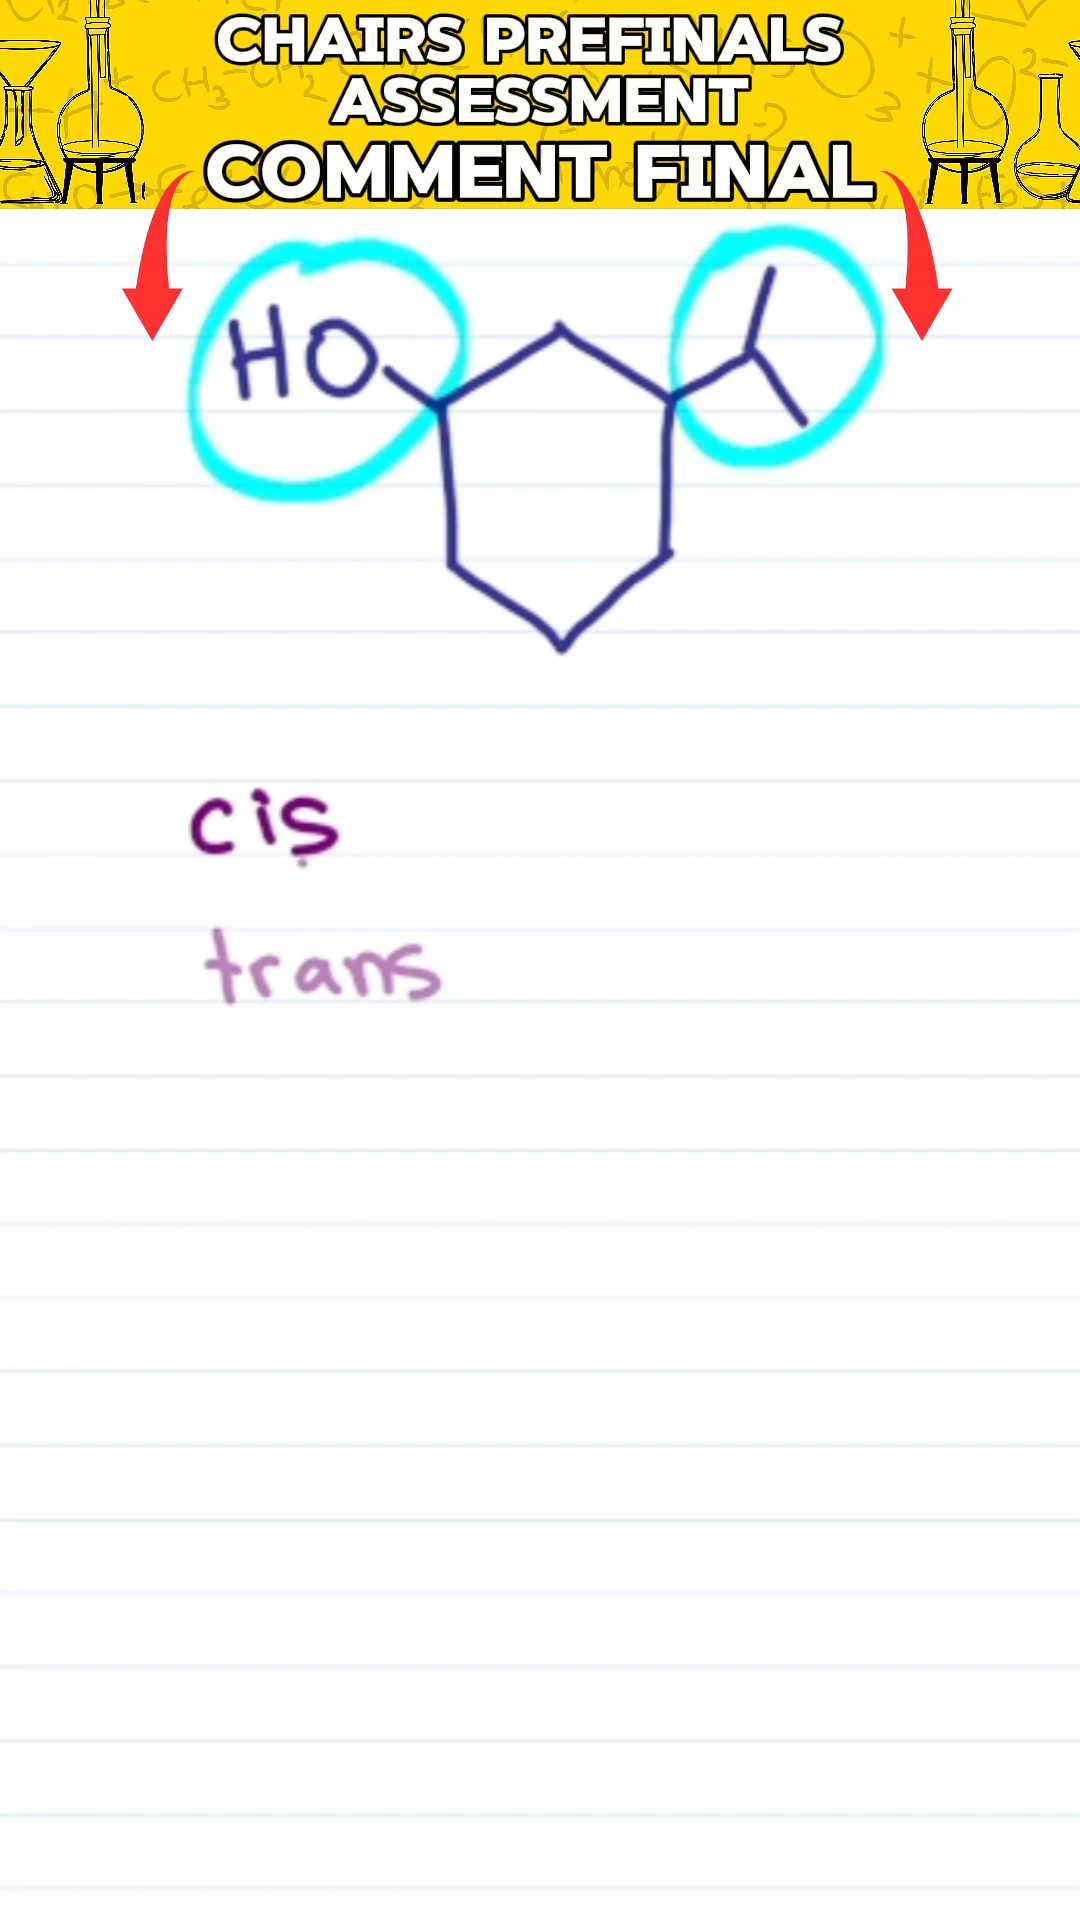 CHAIRS PREFINALS
ASSESSMENT
COMMENT FINAL
HO
cis
trans